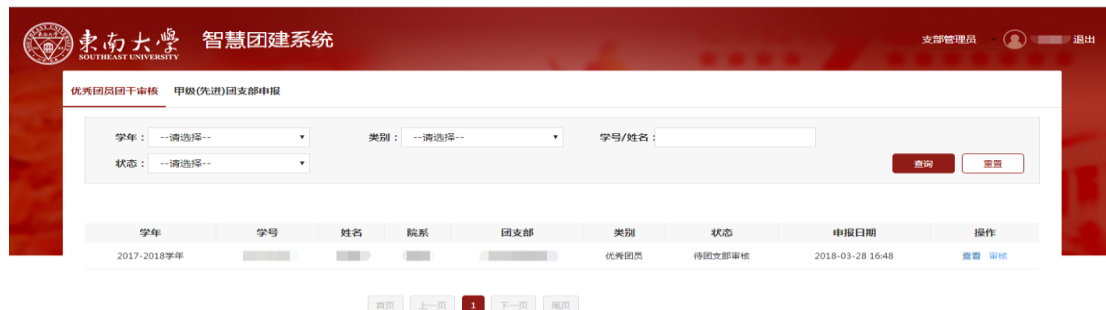 東南大學 智慧团建系统 支部管理员 退出
SOUTHEAST UNIVERSITY
优秀团员团干审核 甲级(先进)团支部申报
学年： --请选择-- 类别： --请选择-- 学号/姓名：
状态： --请选择-- 查询 重置
学年 学号 姓名 院系 团支部 类别 状态 申报日期 操作
2017-2018学年 优秀团员 待团支部审核 2018-03-28 16:48 查看 审核
首页 上一页 1 下一页 尾页